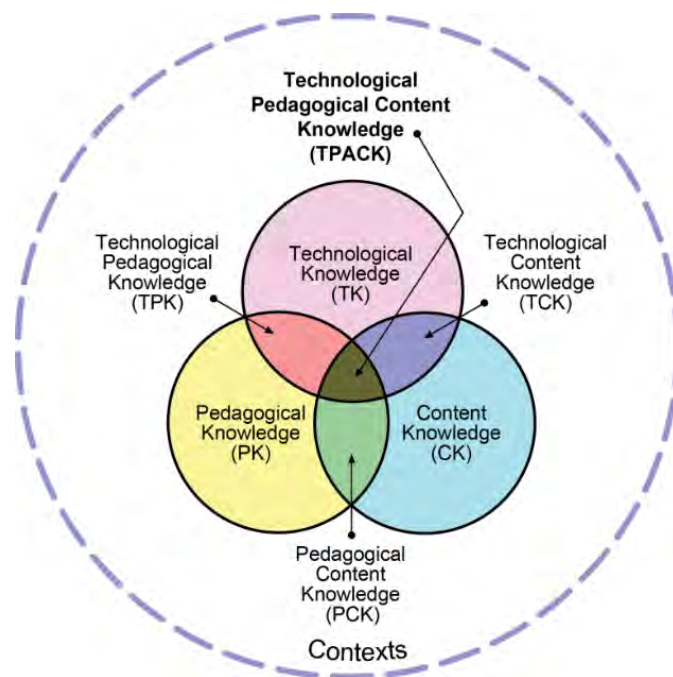 Technological
Pedagogical Content
Knowledge
(TPACK)
Technological
Pedagogical
Knowledge
(TPK)
Technological
Knowledge
(TK)
Technological
Content
Knowledge
(TCK)
Pedagogical
Knowledge
(PK)
Content
Knowledge
(CK)
Pedagogical
Content
Knowledge
(PCK)
Contexts